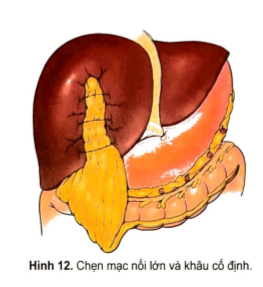 Hình 12. Chẹn mạc nối lớn và khâu cố định.